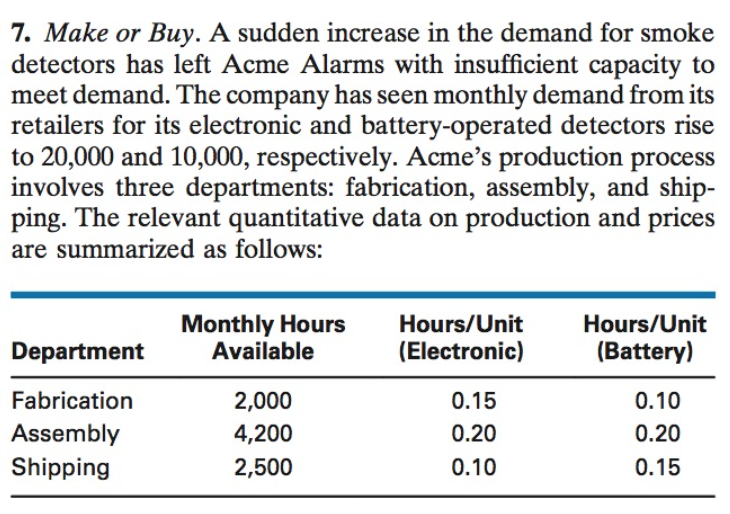 7. Make or Buy. A sudden increase in the demand for smoke
detectors has left Acme Alarms with insufficient capacity to
meet demand. The company has seen monthly demand from its
retailers for its electronic and battery-operated detectors rise
to 20,000 and 10,000, respectively. Acme's production process
involves three departments: fabrication, assembly, and ship-
ping. The relevant quantitative data on production and prices
are summarized as follows:
Monthly Hours Hours/Unit Hours/Unit
Department Available (Electronic) (Battery)
Fabrication 2,000 0.15 0.10
Assembly 4,200 0.20 0.20
Shipping 2,500 0.10 0.15